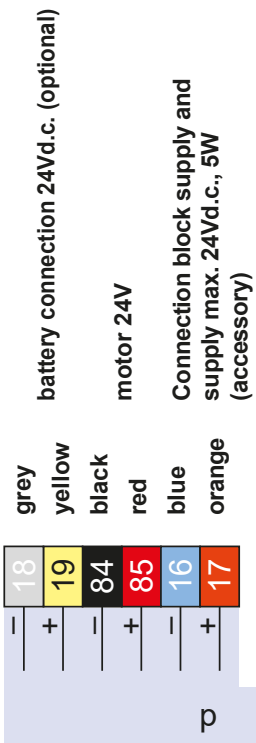 battery connection 24Vd.c. (optional)
motor 24V
Connection block supply and
supply max. 24Vd.c., 5W
(accessory)
grey
yellow
black
red
blue
orange
18
19
84
85
16
17
–
+
–
+
–
+
p